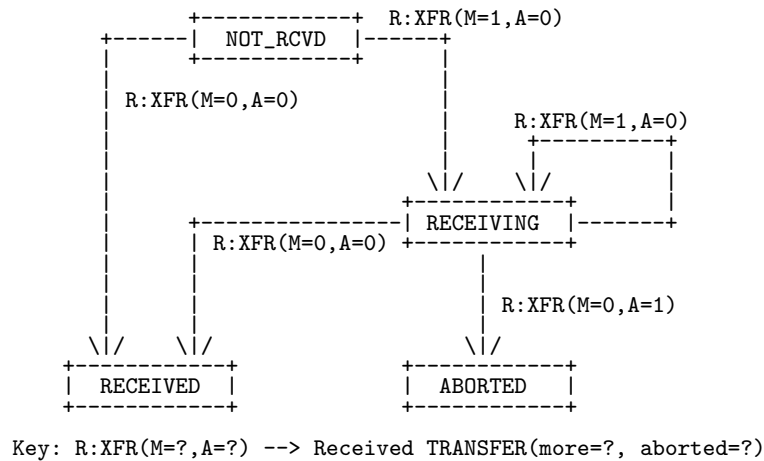 R:XFR(M=1,A=0)
NOT_RCVD
R:XFR(M=0,A=0)
R:XFR(M=1,A=0)
RECEIVING
R:XFR(M=0,A=0)
R:XFR(M=0,A=1)
RECEIVED ABORTED
Key: R:XFR(M=?,A=?) --> Received TRANSFER(more=?, aborted=?)